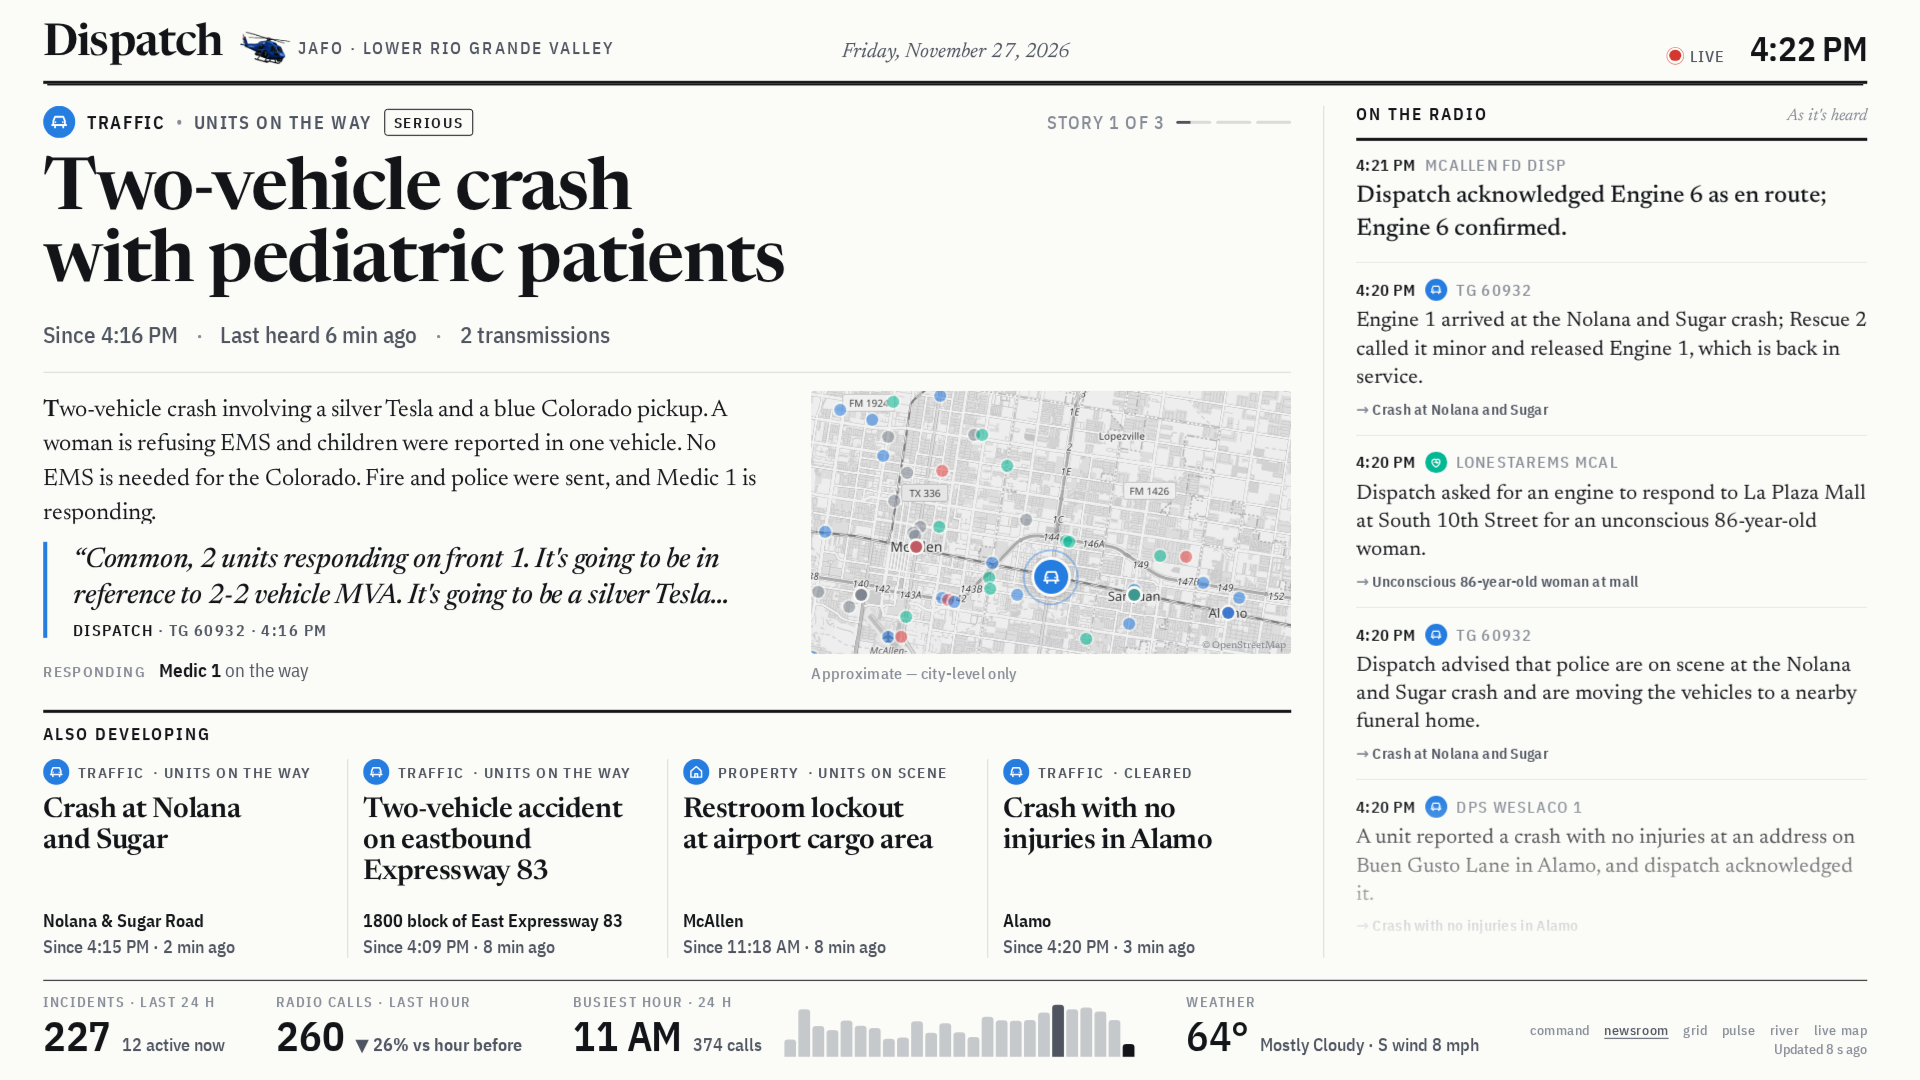 Dispatch
JAFO · LOWER RIO GRANDE VALLEY
Friday, November 27, 2026
LIVE
4:22 PM
TRAFFIC • UNITS ON THE WAY SERIOUS
STORY 1 OF 3
Two-vehicle crash
with pediatric patients
Since 4:16 PM · Last heard 6 min ago · 2 transmissions
Two-vehicle crash involving a silver Tesla and a blue Colorado pickup. A
woman is refusing EMS and children were reported in one vehicle. No
EMS is needed for the Colorado. Fire and police were sent, and Medic 1 is
responding.
“Common, 2 units responding on front 1. It's going to be in
reference to 2-2 vehicle MVA. It's going to be a silver Tesla...
DISPATCH · TG 60932 · 4:16 PM
RESPONDING Medic 1 on the way
FM 1924
1E
Lopezville
2
1E
TX 336
FM 1426
1C
144
146A
149
140
142
143A
143B
147B
149
152
San Juan
McAllen-
© OpenStreetMap
Approximate — city-level only
ALSO DEVELOPING
TRAFFIC · UNITS ON THE WAY
Crash at Nolana
and Sugar
Nolana & Sugar Road
Since 4:15 PM · 2 min ago
TRAFFIC · UNITS ON THE WAY
Two-vehicle accident
on eastbound
Expressway 83
1800 block of East Expressway 83
Since 4:09 PM · 8 min ago
PROPERTY · UNITS ON SCENE
Restroom lockout
at airport cargo area
McAllen
Since 11:18 AM · 8 min ago
TRAFFIC · CLEARED
Crash with no
injuries in Alamo
Alamo
Since 4:20 PM · 3 min ago
ON THE RADIO
As it's heard
4:21 PM MCALLEN FD DISP
Dispatch acknowledged Engine 6 as en route;
Engine 6 confirmed.
4:20 PM TG 60932
Engine 1 arrived at the Nolana and Sugar crash; Rescue 2
called it minor and released Engine 1, which is back in
service.
→ Crash at Nolana and Sugar
4:20 PM LONESTAREMS MCAL
Dispatch asked for an engine to respond to La Plaza Mall
at South 10th Street for an unconscious 86-year-old
woman.
→ Unconscious 86-year-old woman at mall
4:20 PM TG 60932
Dispatch advised that police are on scene at the Nolana
and Sugar crash and are moving the vehicles to a nearby
funeral home.
→ Crash at Nolana and Sugar
4:20 PM DPS WESLACO 1
A unit reported a crash with no injuries at an address on
Buen Gusto Lane in Alamo, and dispatch acknowledged
it.
→ Crash with no injuries in Alamo
INCIDENTS · LAST 24 H
227 12 active now
RADIO CALLS · LAST HOUR
260 ▼ 26% vs hour before
BUSIEST HOUR · 24 H
11 AM 374 calls
WEATHER
64° Mostly Cloudy · S wind 8 mph
command newsroom grid pulse river live map
Updated 8 s ago